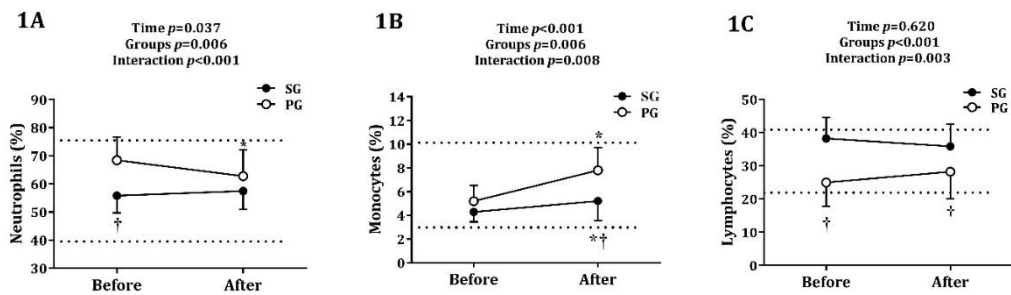 1A
Time p=0.037
Groups p=0.006
Interaction p<0.001
SG
PG
Neutrophils (%)
90
80
70
60
50
40
30
*
†
Before
After
1B
Time p<0.001
Groups p=0.006
Interaction p=0.008
SG
PG
Monocytes (%)
14
12
10
8
6
4
2
0
*
*†
Before
After
1C
Time p=0.620
Groups p<0.001
Interaction p=0.003
SG
PG
Lymphocytes (%)
50
40
30
20
10
0
†
†
Before
After